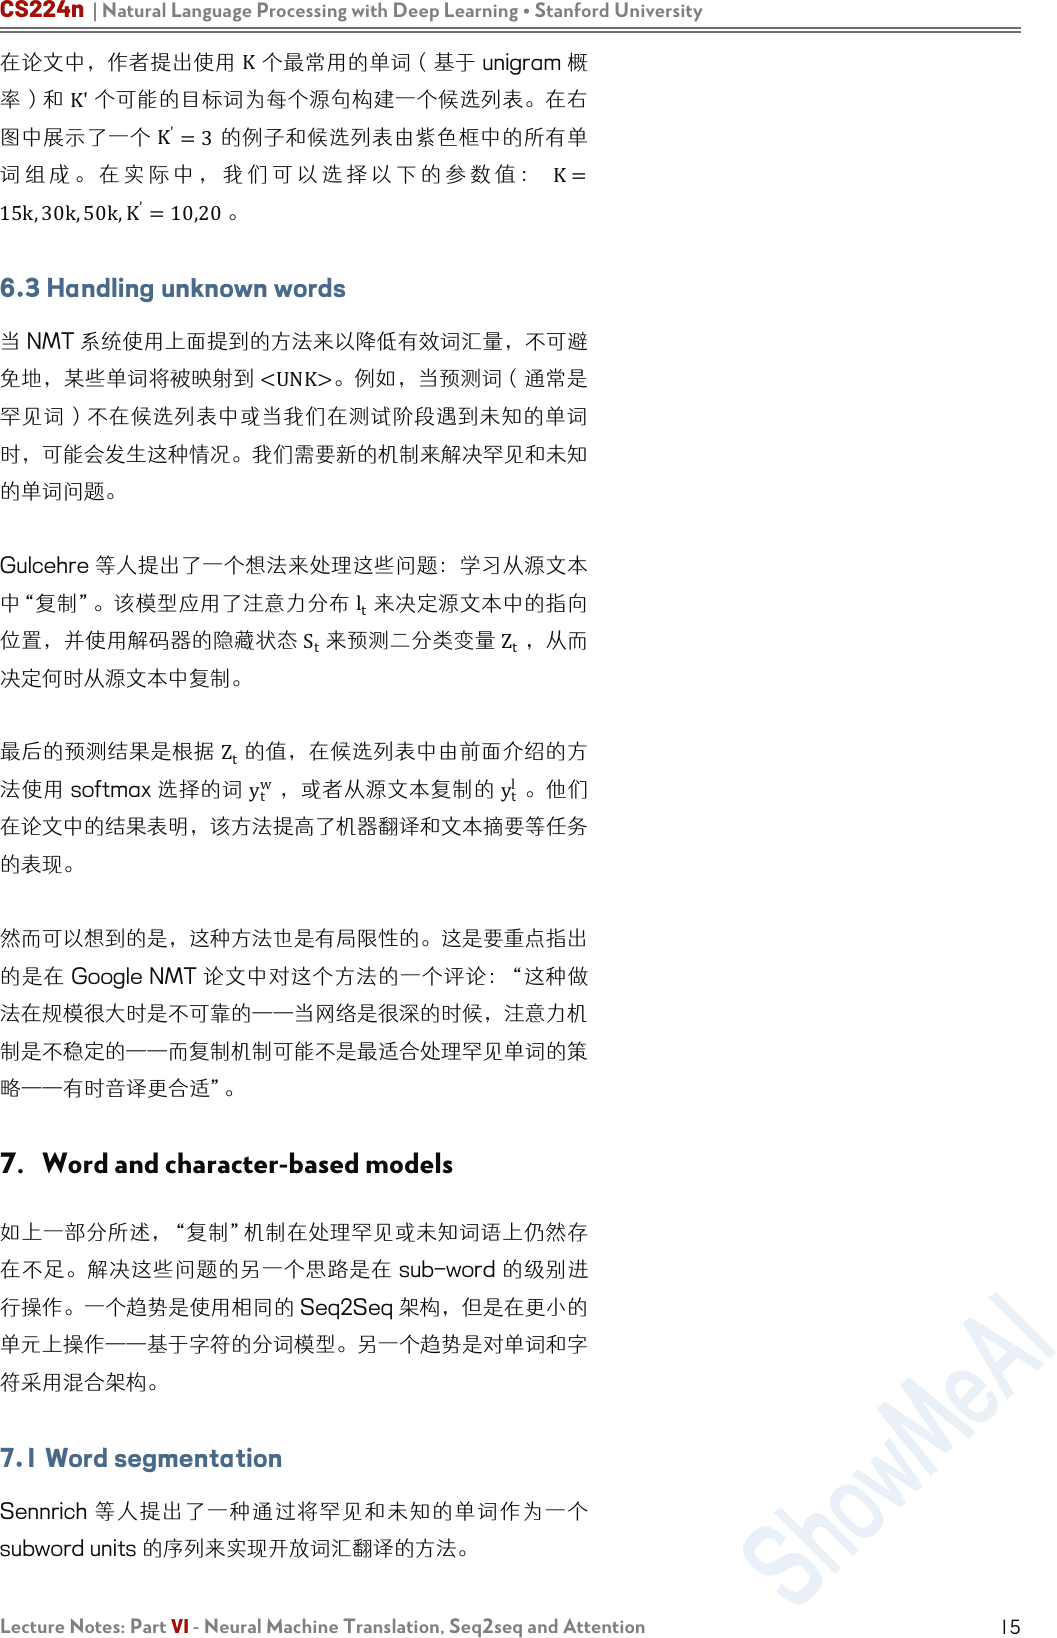 CS224n | Natural Language Processing with Deep Learning • Stanford University
在论文中，作者提出使用 K 个最常用的单词（基于 unigram 概
率）和 K' 个可能的目标词为每个源句构建一个候选列表。在右
图中展示了一个 K' = 3 的例子和候选列表由紫色框中的所有单
词组成。在实际中，我们可以选择以下的参数值： K =
15k, 30k, 50k, K' = 10,20 。
6.3 Handling unknown words
当 NMT 系统使用上面提到的方法来以降低有效词汇量，不可避
免地，某些单词将被映射到 <UNK>。例如，当预测词（通常是
罕见词）不在候选列表中或当我们在测试阶段遇到未知的单词
时，可能会发生这种情况。我们需要新的机制来解决罕见和未知
的单词问题。
Gulcehre 等人提出了一个想法来处理这些问题：学习从源文本
中“复制”。该模型应用了注意力分布 l_t 来决定源文本中的指向
位置，并使用解码器的隐藏状态 S_t 来预测二分类变量 Z_t ，从而
决定何时从源文本中复制。
最后的预测结果是根据 Z_t 的值，在候选列表中由前面介绍的方
法使用 softmax 选择的词 y_t^w ，或者从源文本复制的 y_t^l 。他们
在论文中的结果表明，该方法提高了机器翻译和文本摘要等任务
的表现。
然而可以想到的是，这种方法也是有局限性的。这是要重点指出
的是在 Google NMT 论文中对这个方法的一个评论：“这种做
法在规模很大时是不可靠的——当网络是很深的时候，注意力机
制是不稳定的——而复制机制可能不是最适合处理罕见单词的策
略——有时音译更合适”。
7. Word and character-based models
如上一部分所述，“复制”机制在处理罕见或未知词语上仍然存
在不足。解决这些问题的另一个思路是在 sub-word 的级别进
行操作。一个趋势是使用相同的 Seq2Seq 架构，但是在更小的
单元上操作——基于字符的分词模型。另一个趋势是对单词和字
符采用混合架构。
7.1 Word segmentation
Sennrich 等人提出了一种通过将罕见和未知的单词作为一个
subword units 的序列来实现开放词汇翻译的方法。
ShowMeAI
Lecture Notes: Part VI - Neural Machine Translation, Seq2seq and Attention 15